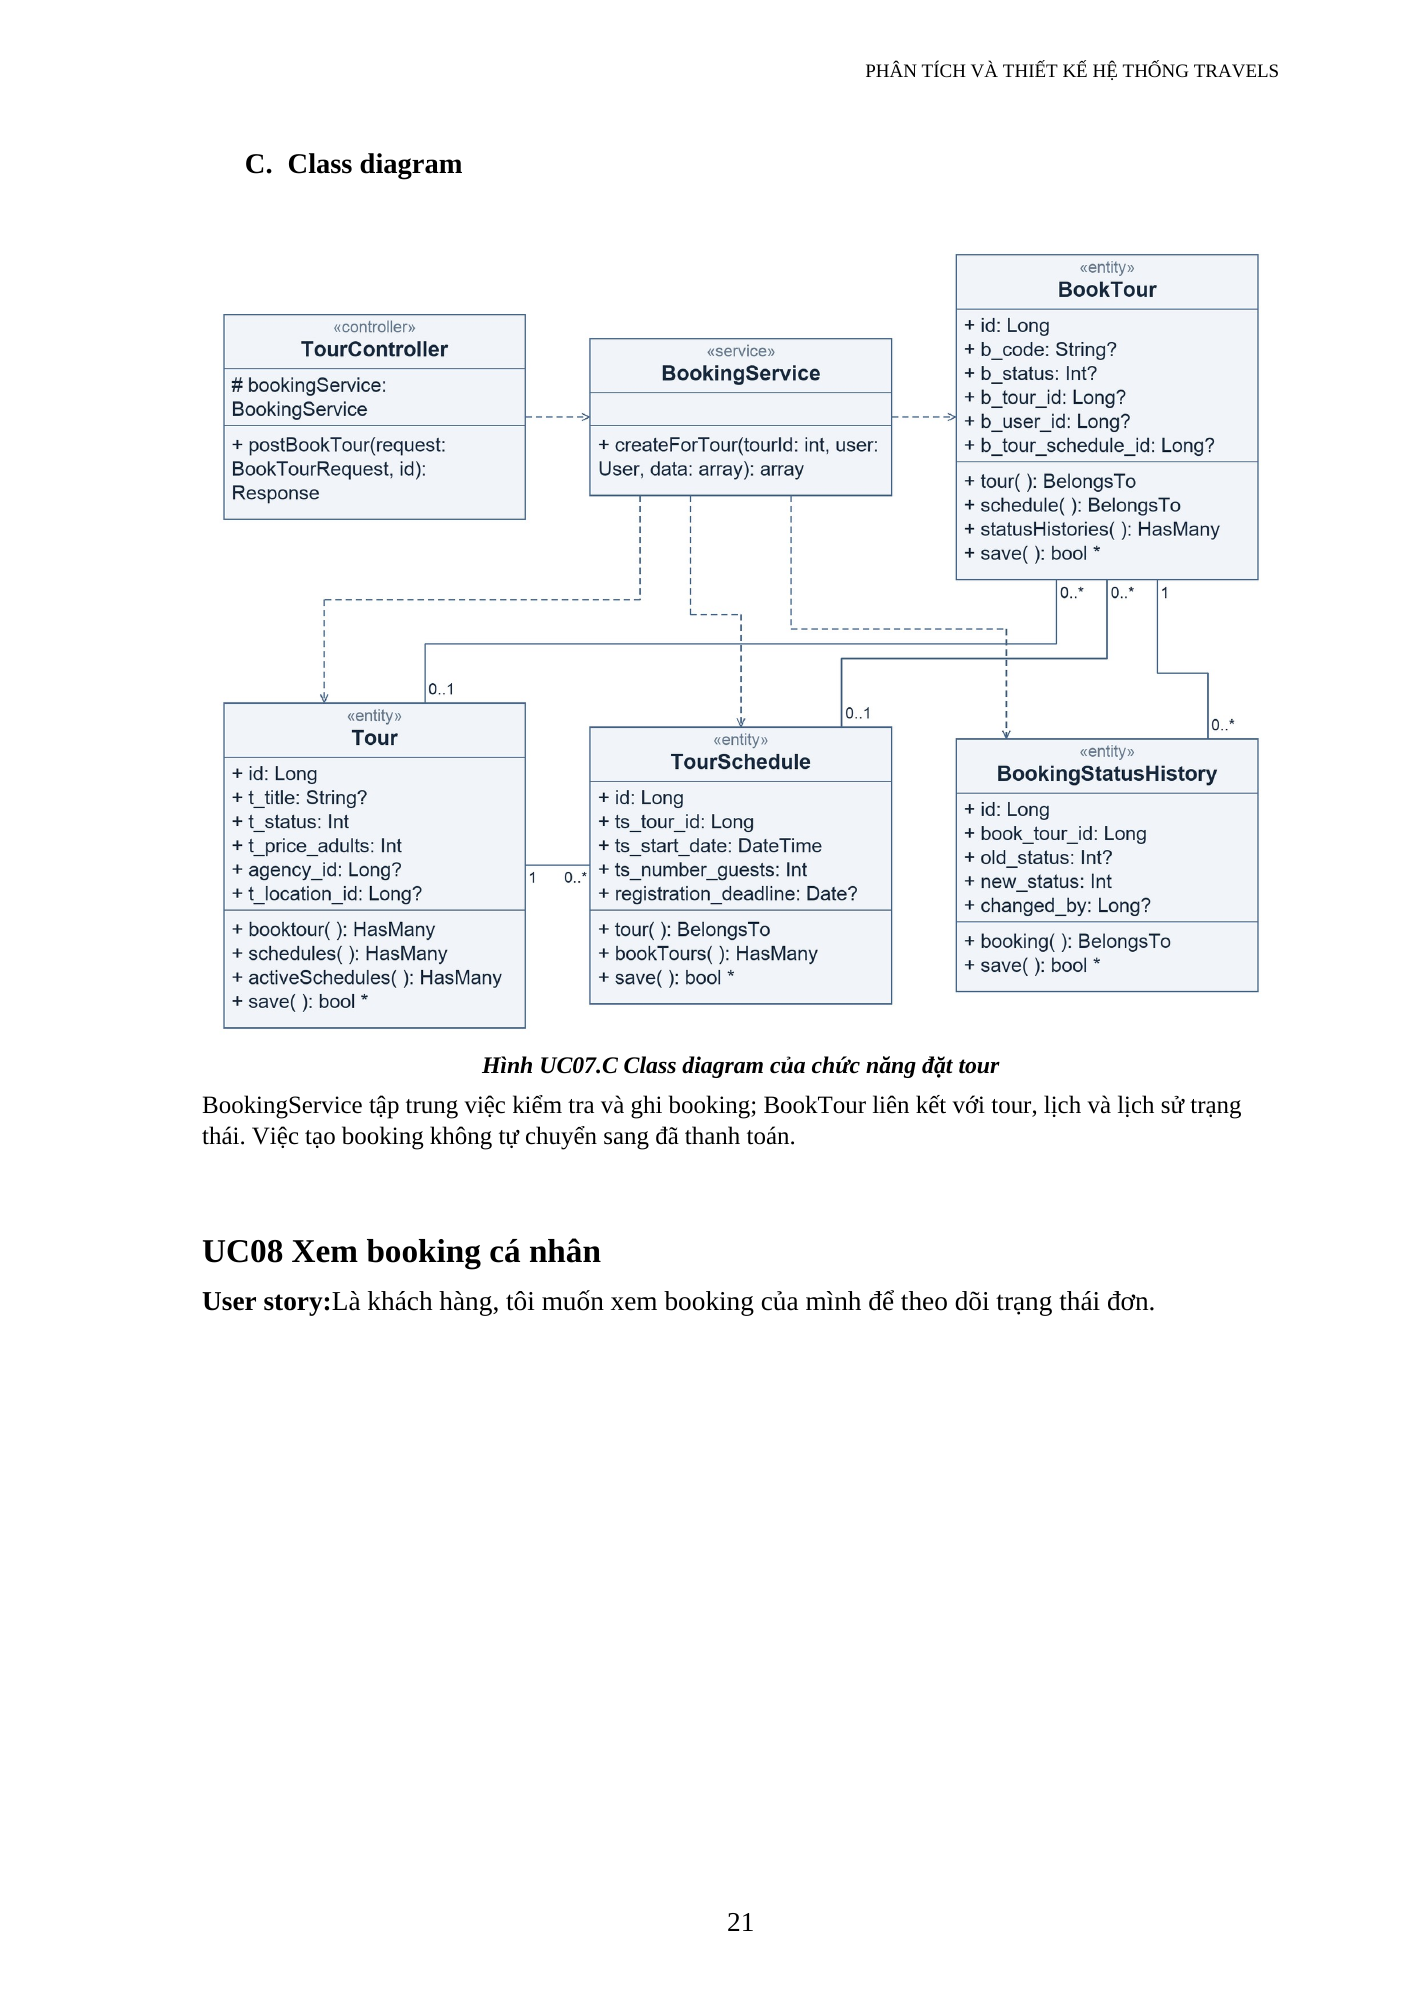 PHÂN TÍCH VÀ THIẾT KẾ HỆ THỐNG TRAVELS
C. Class diagram
«controller»
TourController
# bookingService:
BookingService
+ postBookTour(request:
BookTourRequest, id):
Response
«service»
BookingService
+ createForTour(tourId: int, user:
User, data: array): array
«entity»
BookTour
+ id: Long
+ b_code: String?
+ b_status: Int?
+ b_tour_id: Long?
+ b_user_id: Long?
+ b_tour_schedule_id: Long?
+ tour( ): BelongsTo
+ schedule( ): BelongsTo
+ statusHistories( ): HasMany
+ save( ): bool *
0..*
0..*
1
0..1
0..1
0..*
«entity»
Tour
+ id: Long
+ t_title: String?
+ t_status: Int
+ t_price_adults: Int
+ agency_id: Long?
+ t_location_id: Long?
+ booktour( ): HasMany
+ schedules( ): HasMany
+ activeSchedules( ): HasMany
+ save( ): bool *
1
0..*
«entity»
TourSchedule
+ id: Long
+ ts_tour_id: Long
+ ts_start_date: DateTime
+ ts_number_guests: Int
+ registration_deadline: Date?
+ tour( ): BelongsTo
+ bookTours( ): HasMany
+ save( ): bool *
«entity»
BookingStatusHistory
+ id: Long
+ book_tour_id: Long
+ old_status: Int?
+ new_status: Int
+ changed_by: Long?
+ booking( ): BelongsTo
+ save( ): bool *
Hình UC07.C Class diagram của chức năng đặt tour
BookingService tập trung việc kiểm tra và ghi booking; BookTour liên kết với tour, lịch và lịch sử trạng
thái. Việc tạo booking không tự chuyển sang đã thanh toán.
UC08 Xem booking cá nhân
User story:Là khách hàng, tôi muốn xem booking của mình để theo dõi trạng thái đơn.
21